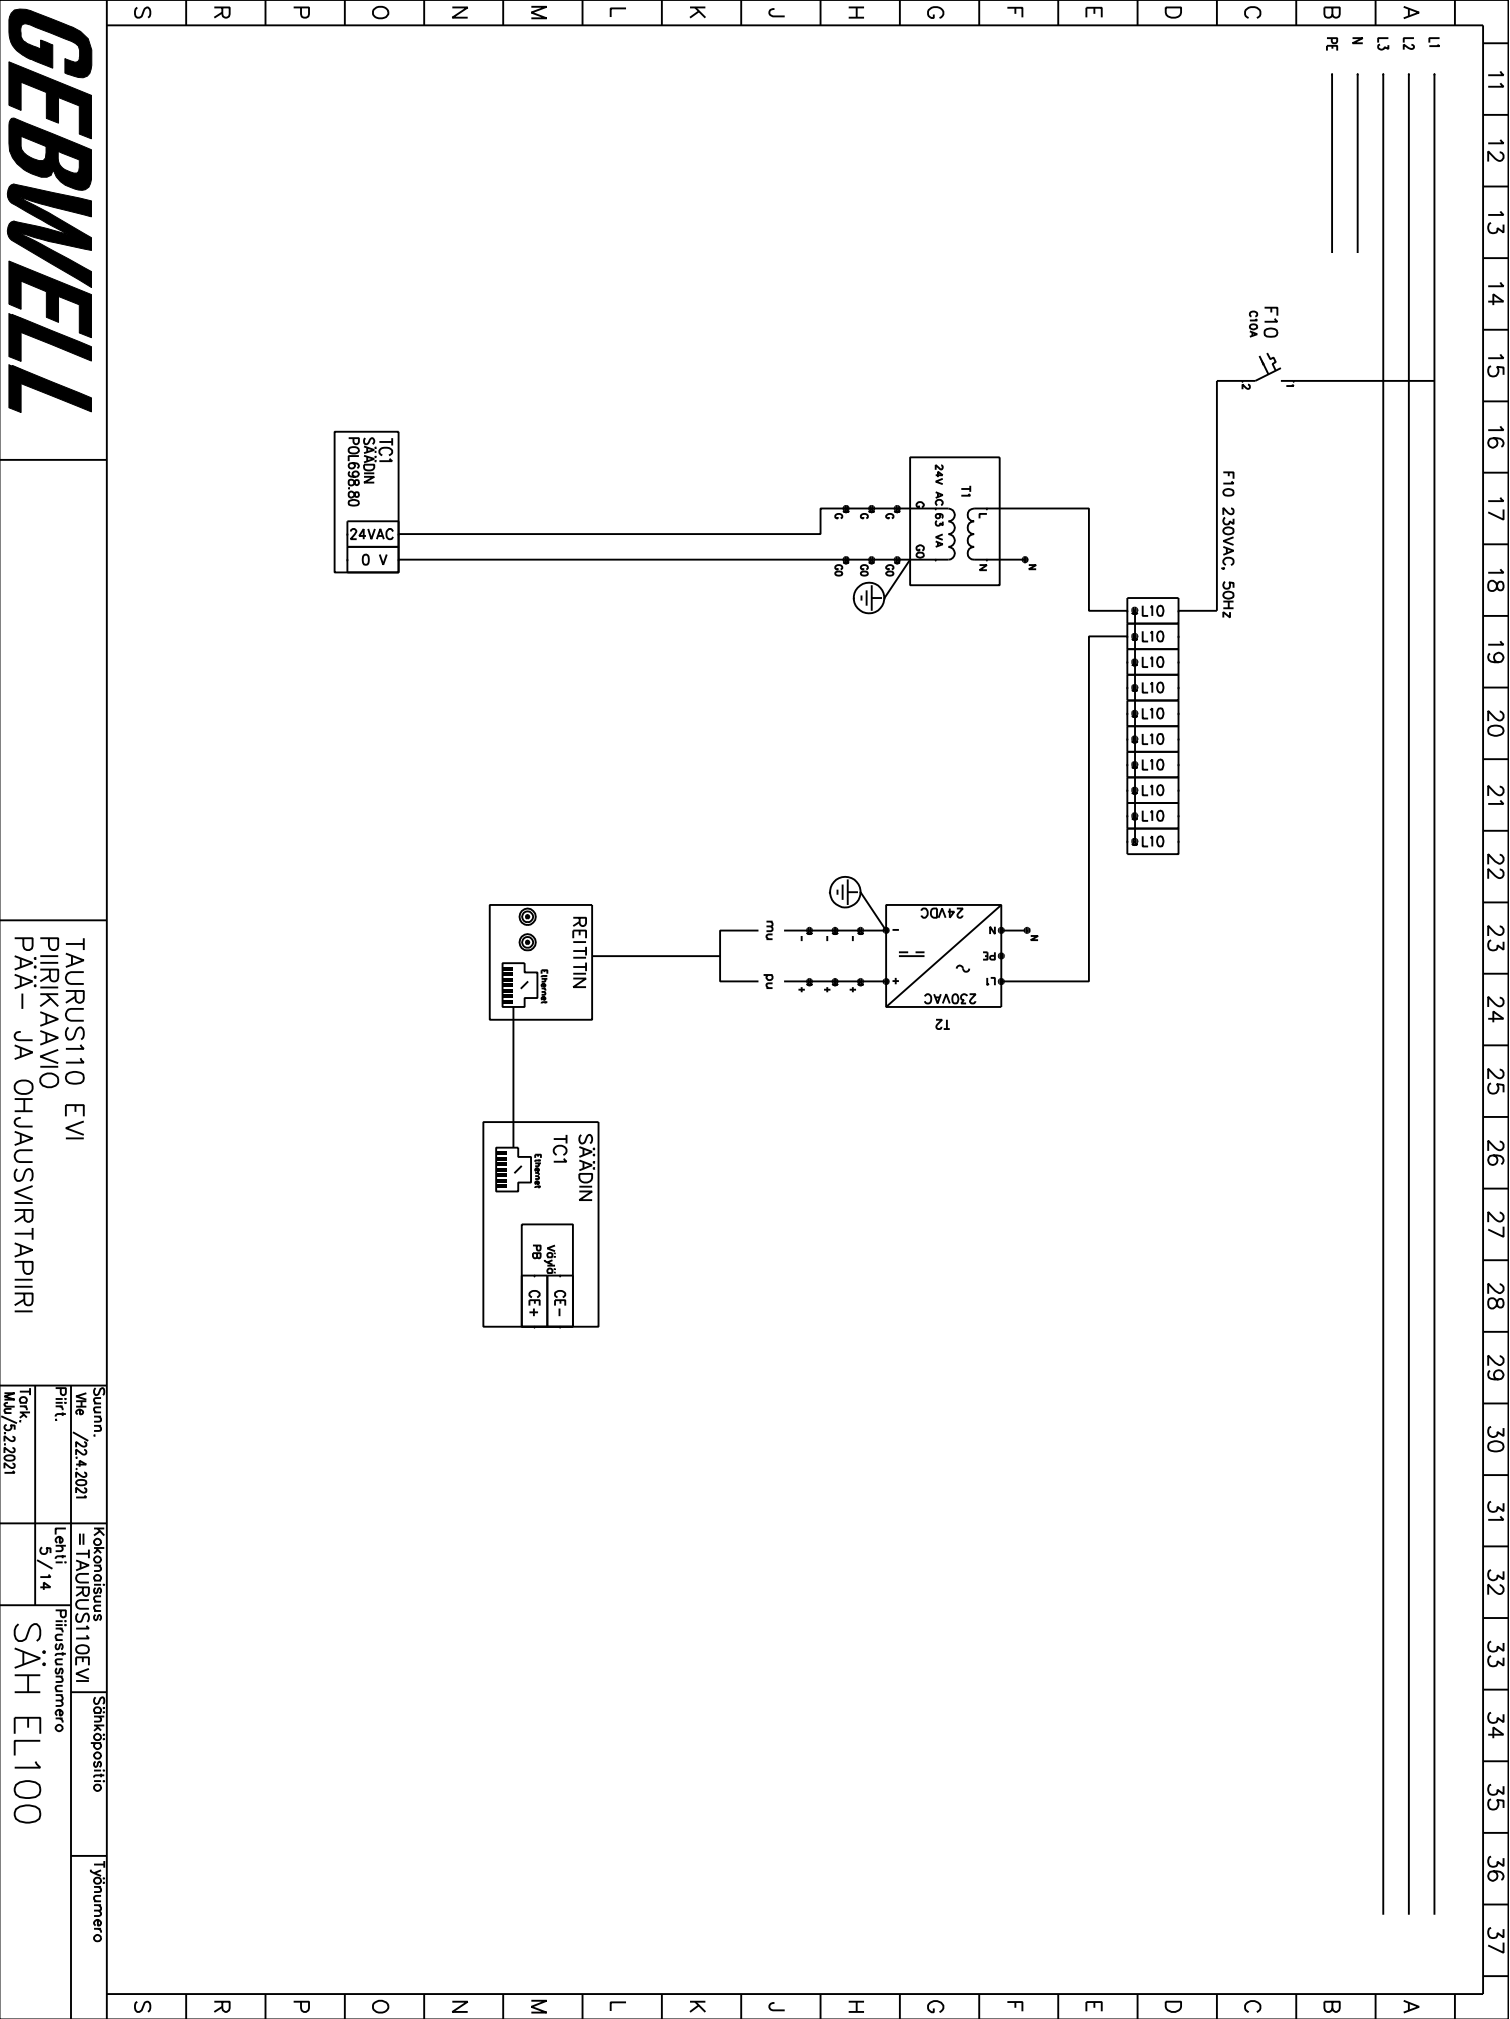 11 12 13 14 15 16 17 18 19 20 21 22 23 24 25 26 27 28 29 30 31 32 33 34 35 36 37
A A
B B
C C
D D
E E
F F
G G
H H
J J
K K
L L
M M
N N
O O
P P
R R
S S
L1
L2
L3
N
PE
F10
C10A
1
2
F10 230VAC, 50Hz
L10 L10 L10 L10 L10 L10 L10 L10 L10 L10
N
L N
T1
24V AC 63 VA
G G0
G G0
G G0
G G0
TC1
SÄÄDIN
POL698.80
24VAC
0 V
N
N PE L1
230VAC
~
24VDC
- +
T2
- +
- +
- +
mu pu
REITITIN
Ethernet
SÄÄDIN
TC1
Ethernet
Väylä
PB
CE-
CE+
GEBWELL
TAURUS110 EVI
PIIRIKAAVIO
PÄÄ- JA OHJAUSVIRTAPIIRI
Suunn.
VHe /22.4.2021
Piirt.
Tark.
MJu/5.2.2021
Kokonaisuus
=TAURUS110EVI
Lehti
5/14
Sähköpositio
Työnumero
Piirustusnumero
SÄH EL100